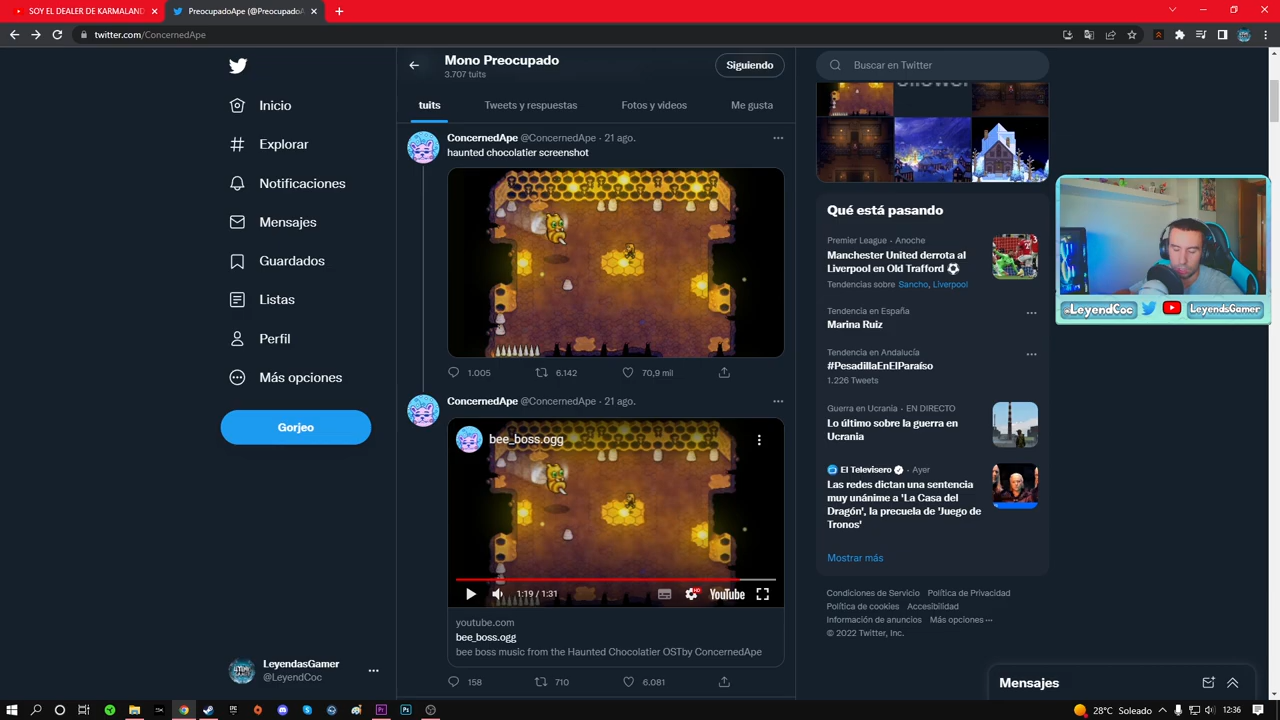 SOY EL DEALER DE KARMALAND
PreocupadoApe (@PreocupadoA
twitter.com/ConcernedApe
Mono Preocupado
3.707 tuits
Siguiendo
Buscar en Twitter
tuits
Tweets y respuestas
Fotos y videos
Me gusta
Inicio
Explorar
Notificaciones
Mensajes
Guardados
Listas
Perfil
Más opciones
Gorjeo
LeyendasGamer
@LeyendCoc
ConcernedApe @ConcernedApe · 21 ago.
haunted chocolatier screenshot
1.005
6.142
70,9 mil
ConcernedApe @ConcernedApe · 21 ago.
bee_boss.ogg
1:19 / 1:31
HD
YouTube
youtube.com
bee_boss.ogg
bee boss music from the Haunted Chocolatier OSTby ConcernedApe
158
710
6.081
Qué está pasando
Premier League · Anoche
Manchester United derrota al
Liverpool en Old Trafford
Tendencias sobre Sancho, Liverpool
Tendencia en España
Marina Ruiz
Tendencia en Andalucía
#PesadillaEnElParaíso
1.226 Tweets
Guerra en Ucrania · EN DIRECTO
Lo último sobre la guerra en
Ucrania
El Televisero · Ayer
Las redes dictan una sentencia
muy unánime a 'La Casa del
Dragón', la precuela de 'Juego de
Tronos'
Mostrar más
Condiciones de Servicio Política de Privacidad
Política de cookies Accesibilidad
Información de anuncios Más opciones ···
© 2022 Twitter, Inc.
@LeyendCoc
LeyendsGamer
Mensajes
28°C Soleado
12:36